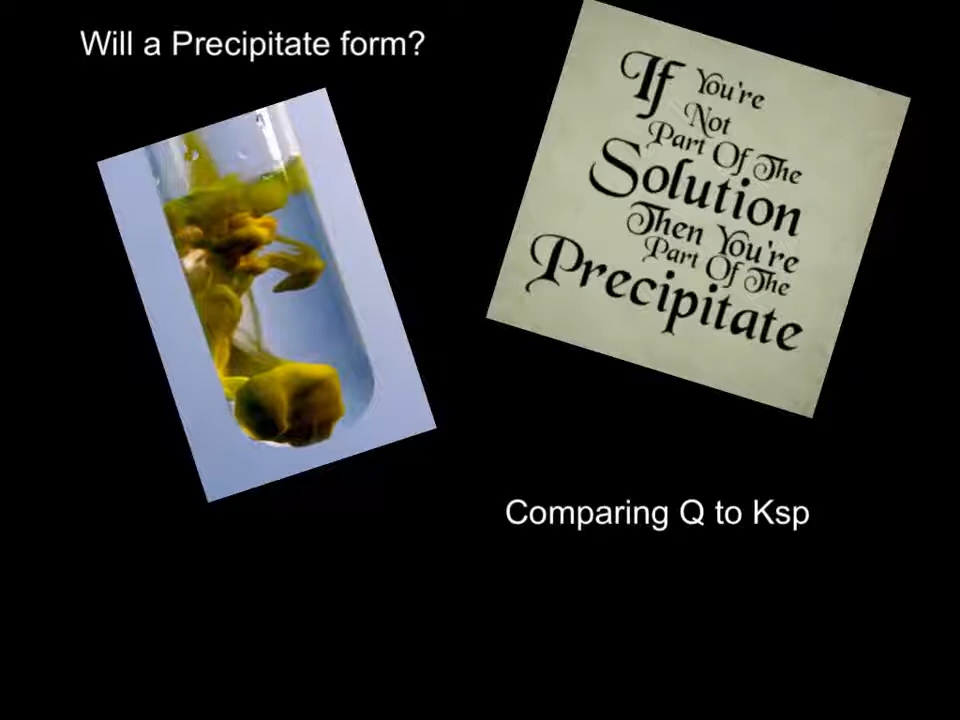 Will a Precipitate form?
If You're
Not
Part Of The
Solution
Then You're
Part Of The
Precipitate
Comparing Q to Ksp